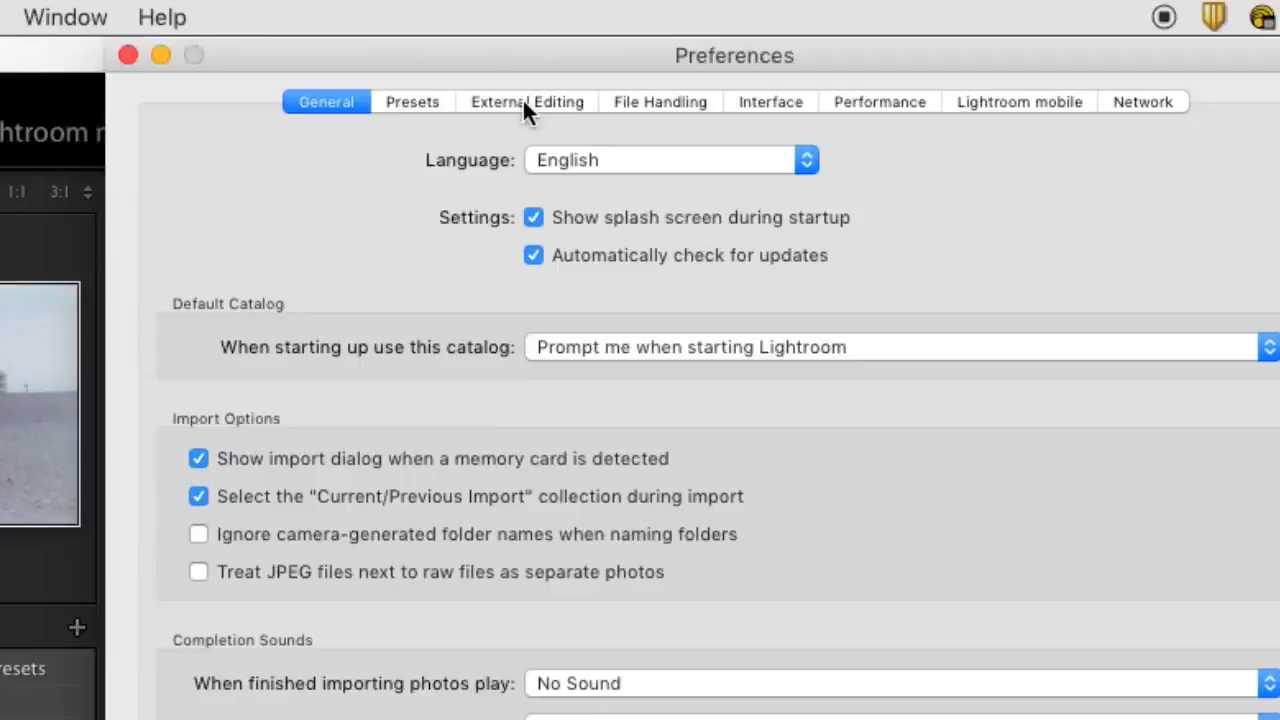 Window Help
Preferences
General Presets External Editing File Handling Interface Performance Lightroom mobile Network
htroom
1:1 3:1
Language: English
Settings: Show splash screen during startup
Automatically check for updates
Default Catalog
When starting up use this catalog: Prompt me when starting Lightroom
Import Options
Show import dialog when a memory card is detected
Select the "Current/Previous Import" collection during import
Ignore camera-generated folder names when naming folders
Treat JPEG files next to raw files as separate photos
Completion Sounds
resets
When finished importing photos play: No Sound